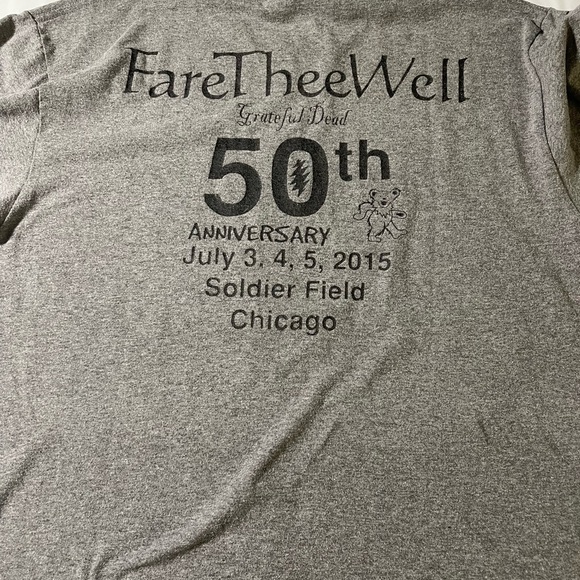 FareTheeWell
Grateful Dead
50th
ANNIVERSARY
July 3, 4, 5, 2015
Soldier Field
Chicago